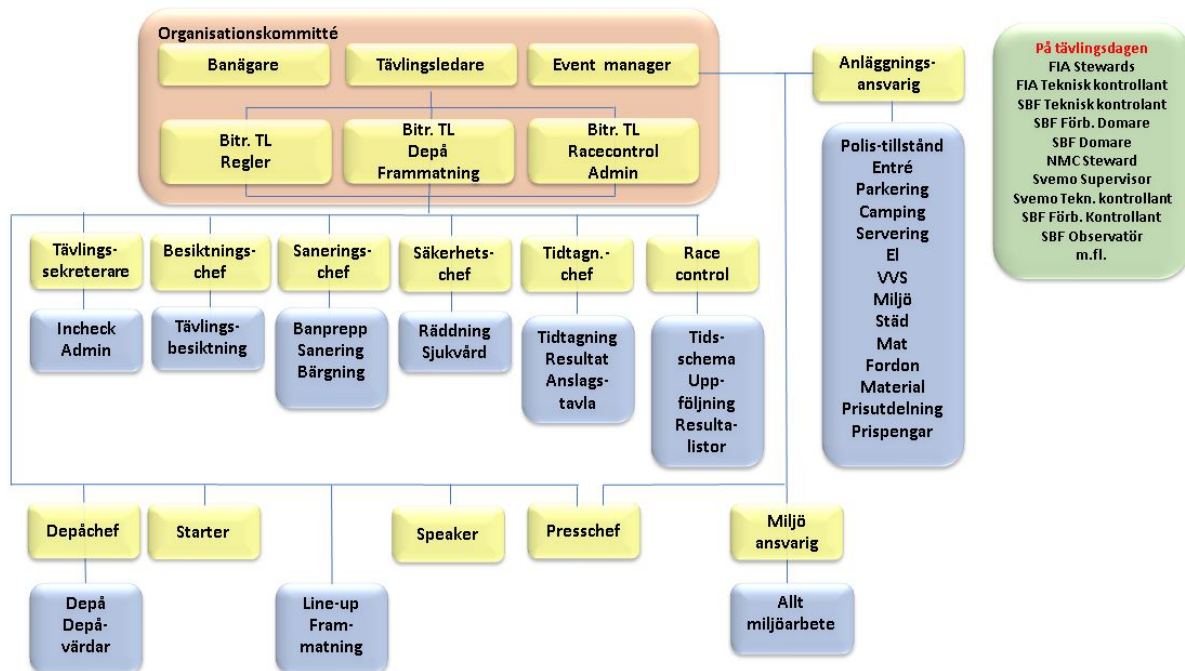 Organisationskommitté
Banägare
Tävlingsledare
Event manager
Bitr. TL
Regler
Bitr. TL
Depå
Frammatning
Bitr. TL
Racecontrol
Admin
Anläggnings-
ansvarig
Polis-tillstånd
Entré
Parkering
Camping
Servering
El
VVS
Miljö
Städ
Mat
Fordon
Material
Prisutdelning
Prispengar
På tävlingsdagen
FIA Stewards
FIA Teknisk kontrollant
SBF Teknisk kontrolant
SBF Förb. Domare
SBF Domare
NMC Steward
Svemo Supervisor
Svemo Tekn. kontrollant
SBF Förb. Kontrollant
SBF Observatör
m.fl.
Tävlings-
sekreterare
Incheck
Admin
Besiktnings-
chef
Tävlings-
besiktning
Sanerings-
chef
Banprepp
Sanering
Bärgning
Säkerhets-
chef
Räddning
Sjukvård
Tidtagn.-
chef
Tidtagning
Resultat
Anslags-
tavla
Race
control
Tids-
schema
Upp-
följning
Resulta-
listor
Depåchef
Depå
Depå-
värdar
Starter
Line-up
Fram-
matning
Speaker
Presschef
Miljö
ansvarig
Allt
miljöarbete